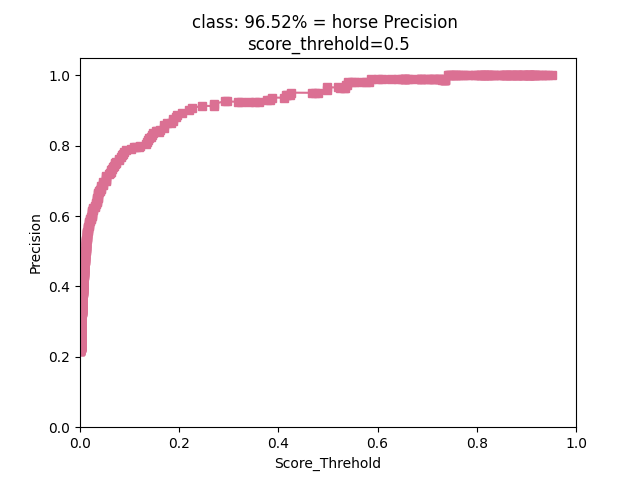 class: 96.52% = horse Precision
score_threhold=0.5
1.0
0.8
0.6
0.4
0.2
0.0
Precision
0.0 0.2 0.4 0.6 0.8 1.0
Score_Threhold